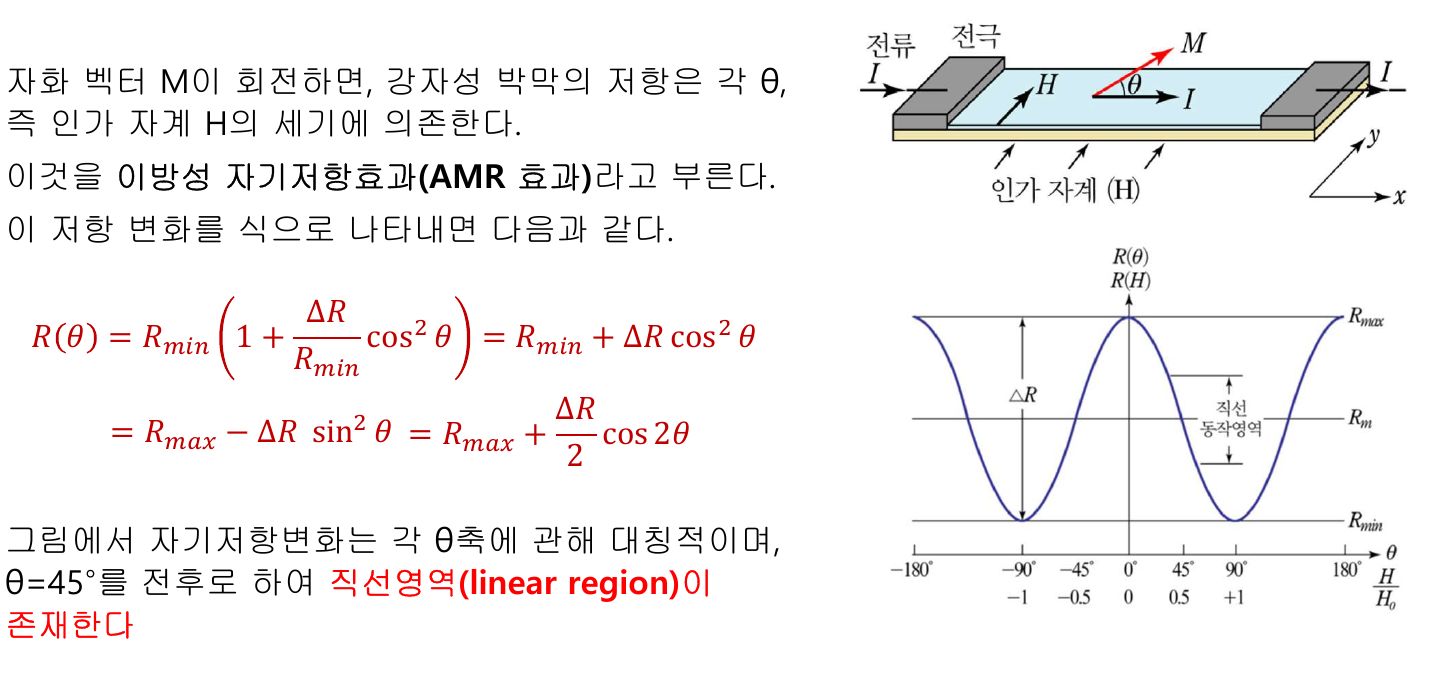 자화 벡터 M이 회전하면, 강자성 박막의 저항은 각 θ,
즉 인가 자계 H의 세기에 의존한다.
이것을 이방성 자기저항효과(AMR 효과)라고 부른다.
이 저항 변화를 식으로 나타내면 다음과 같다.
R(θ) = R_min (1 + ΔR/R_min cos² θ) = R_min + ΔR cos² θ
= R_max − ΔR sin² θ = R_max + ΔR/2 cos 2θ
그림에서 자기저항변화는 각 θ축에 관해 대칭적이며,
θ=45°를 전후로 하여 직선영역(linear region)이
존재한다
전류 전극
I H M θ I I
y
x
인가 자계 (H)
R(θ)
R(H)
R_max
△R
직선
동작영역
R_m
R_min
−180° −90° −45° 0° 45° 90° 180° θ
−1 −0.5 0 0.5 +1 H/H₀